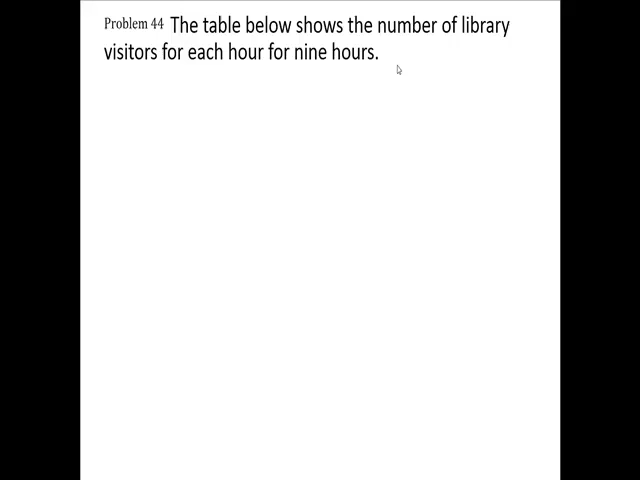 Problem 44 The table below shows the number of library
visitors for each hour for nine hours.